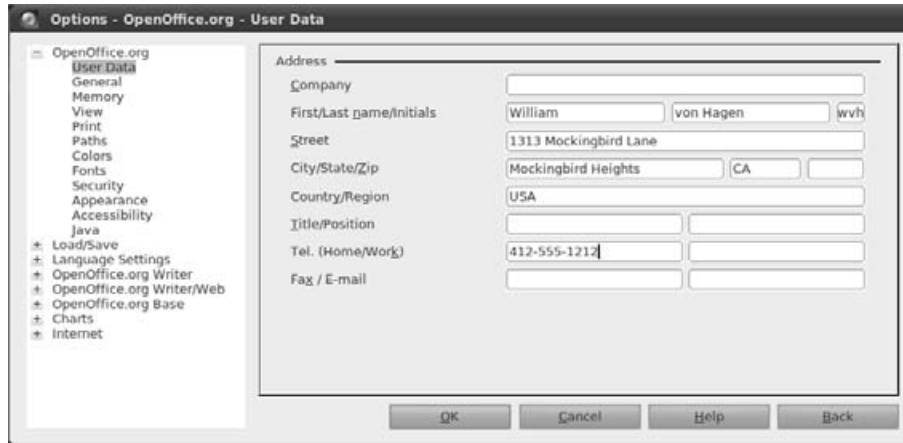 Options - OpenOffice.org - User Data
OpenOffice.org
User Data
General
Memory
View
Print
Paths
Colors
Fonts
Security
Appearance
Accessibility
Java
Load/Save
Language Settings
OpenOffice.org Writer
OpenOffice.org Writer/Web
OpenOffice.org Base
Charts
Internet
Address
Company
First/Last name/Initials William von Hagen wvh
Street 1313 Mockingbird Lane
City/State/Zip Mockingbird Heights CA
Country/Region USA
Title/Position
Tel. (Home/Work) 412-555-1212
Fax / E-mail
OK Cancel Help Back